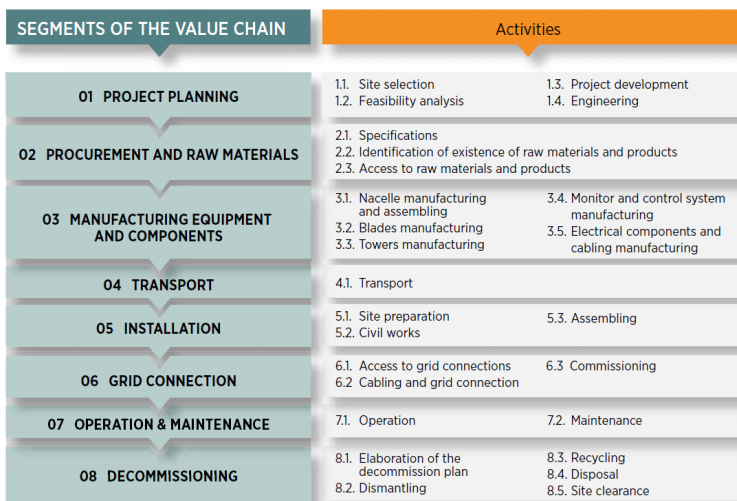 SEGMENTS OF THE VALUE CHAIN
Activities
01 PROJECT PLANNING
1.1. Site selection
1.2. Feasibility analysis
1.3. Project development
1.4. Engineering
02 PROCUREMENT AND RAW MATERIALS
2.1. Specifications
2.2. Identification of existence of raw materials and products
2.3. Access to raw materials and products
03 MANUFACTURING EQUIPMENT
AND COMPONENTS
3.1. Nacelle manufacturing
and assembling
3.2. Blades manufacturing
3.3. Towers manufacturing
3.4. Monitor and control system
manufacturing
3.5. Electrical components and
cabling manufacturing
04 TRANSPORT
4.1. Transport
05 INSTALLATION
5.1. Site preparation
5.2. Civil works
5.3. Assembling
06 GRID CONNECTION
6.1. Access to grid connections
6.2 Cabling and grid connection
6.3 Commissioning
07 OPERATION & MAINTENANCE
7.1. Operation
7.2. Maintenance
08 DECOMMISSIONING
8.1. Elaboration of the
decommission plan
8.2. Dismantling
8.3. Recycling
8.4. Disposal
8.5. Site clearance